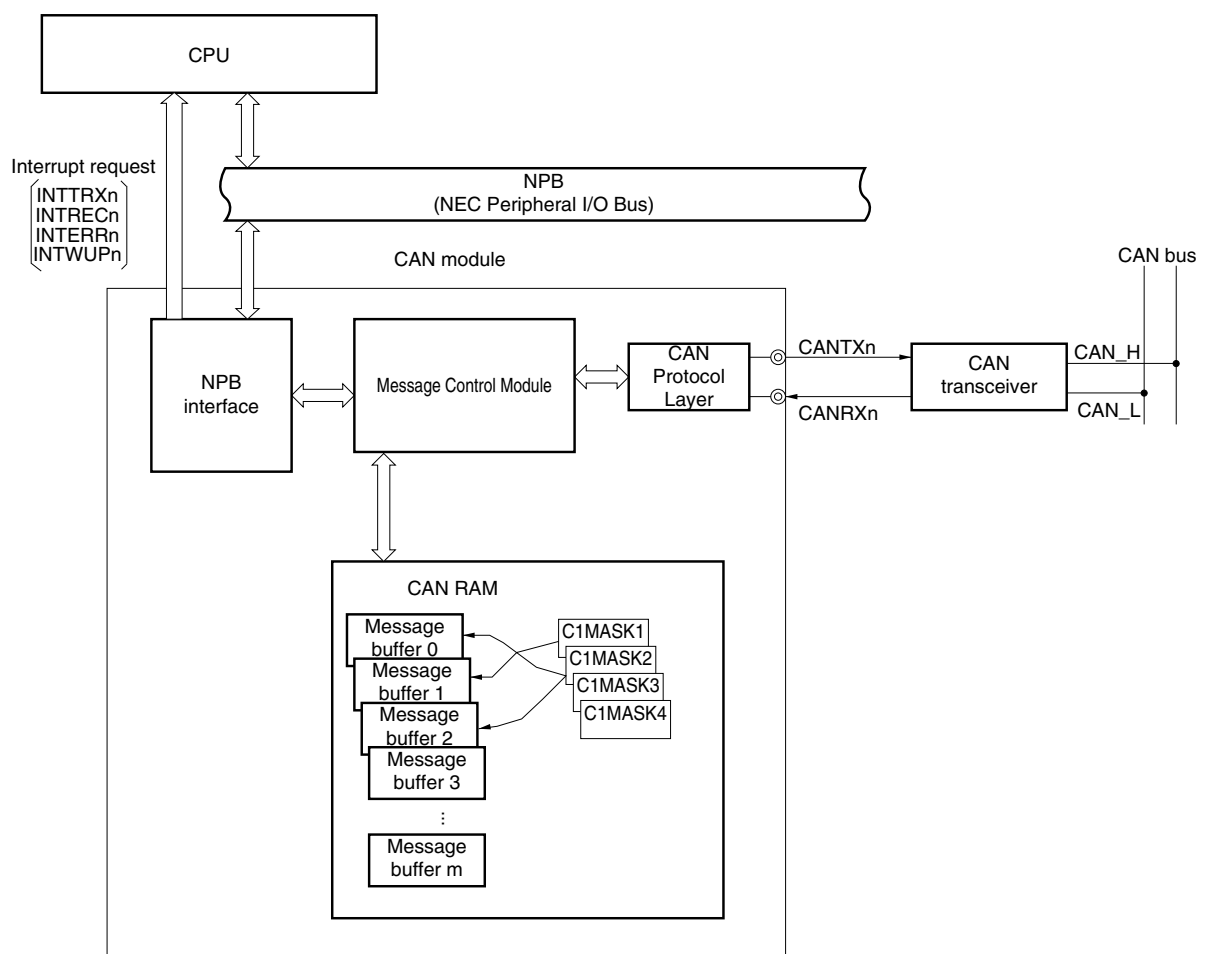 CPU
Interrupt request
INTTRXn
INTRECn
INTERRn
INTWUPn
NPB
(NEC Peripheral I/O Bus)
CAN module
CAN bus
NPB
interface
Message Control Module
CAN
Protocol
Layer
CANTXn
CANRXn
CAN
transceiver
CAN_H
CAN_L
CAN RAM
Message
buffer 0
Message
buffer 1
Message
buffer 2
Message
buffer 3
...
Message
buffer m
C1MASK1
C1MASK2
C1MASK3
C1MASK4